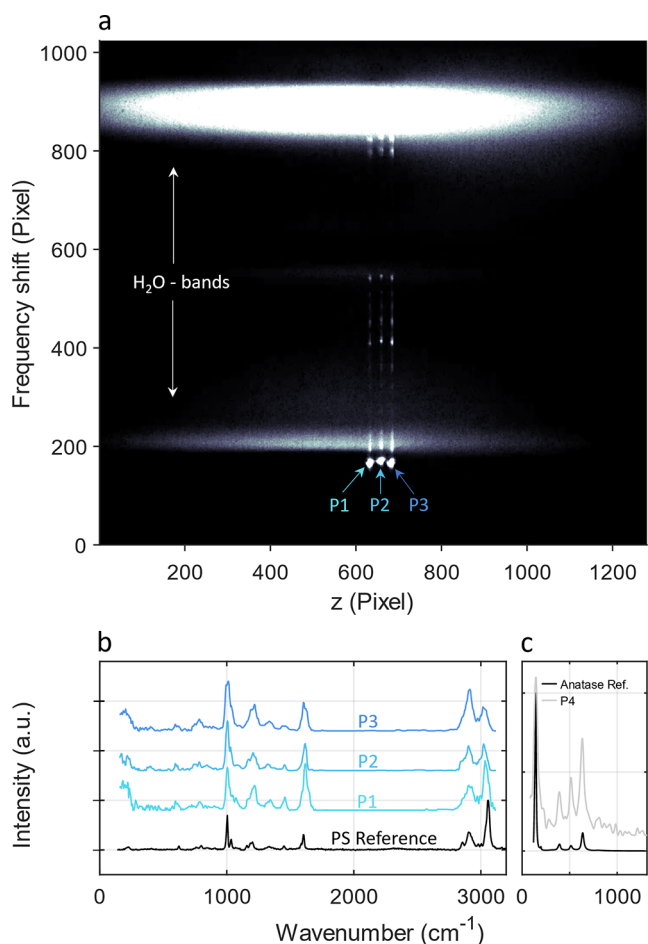 a
1000
800
600
400
200
0
Frequency shift (Pixel)
H₂O - bands
P1 P2 P3
200 400 600 800 1000 1200
z (Pixel)
b
c
Intensity (a.u.)
P3
P2
P1
PS Reference
Anatase Ref.
P4
0 1000 2000 3000 0 1000
Wavenumber (cm⁻¹)